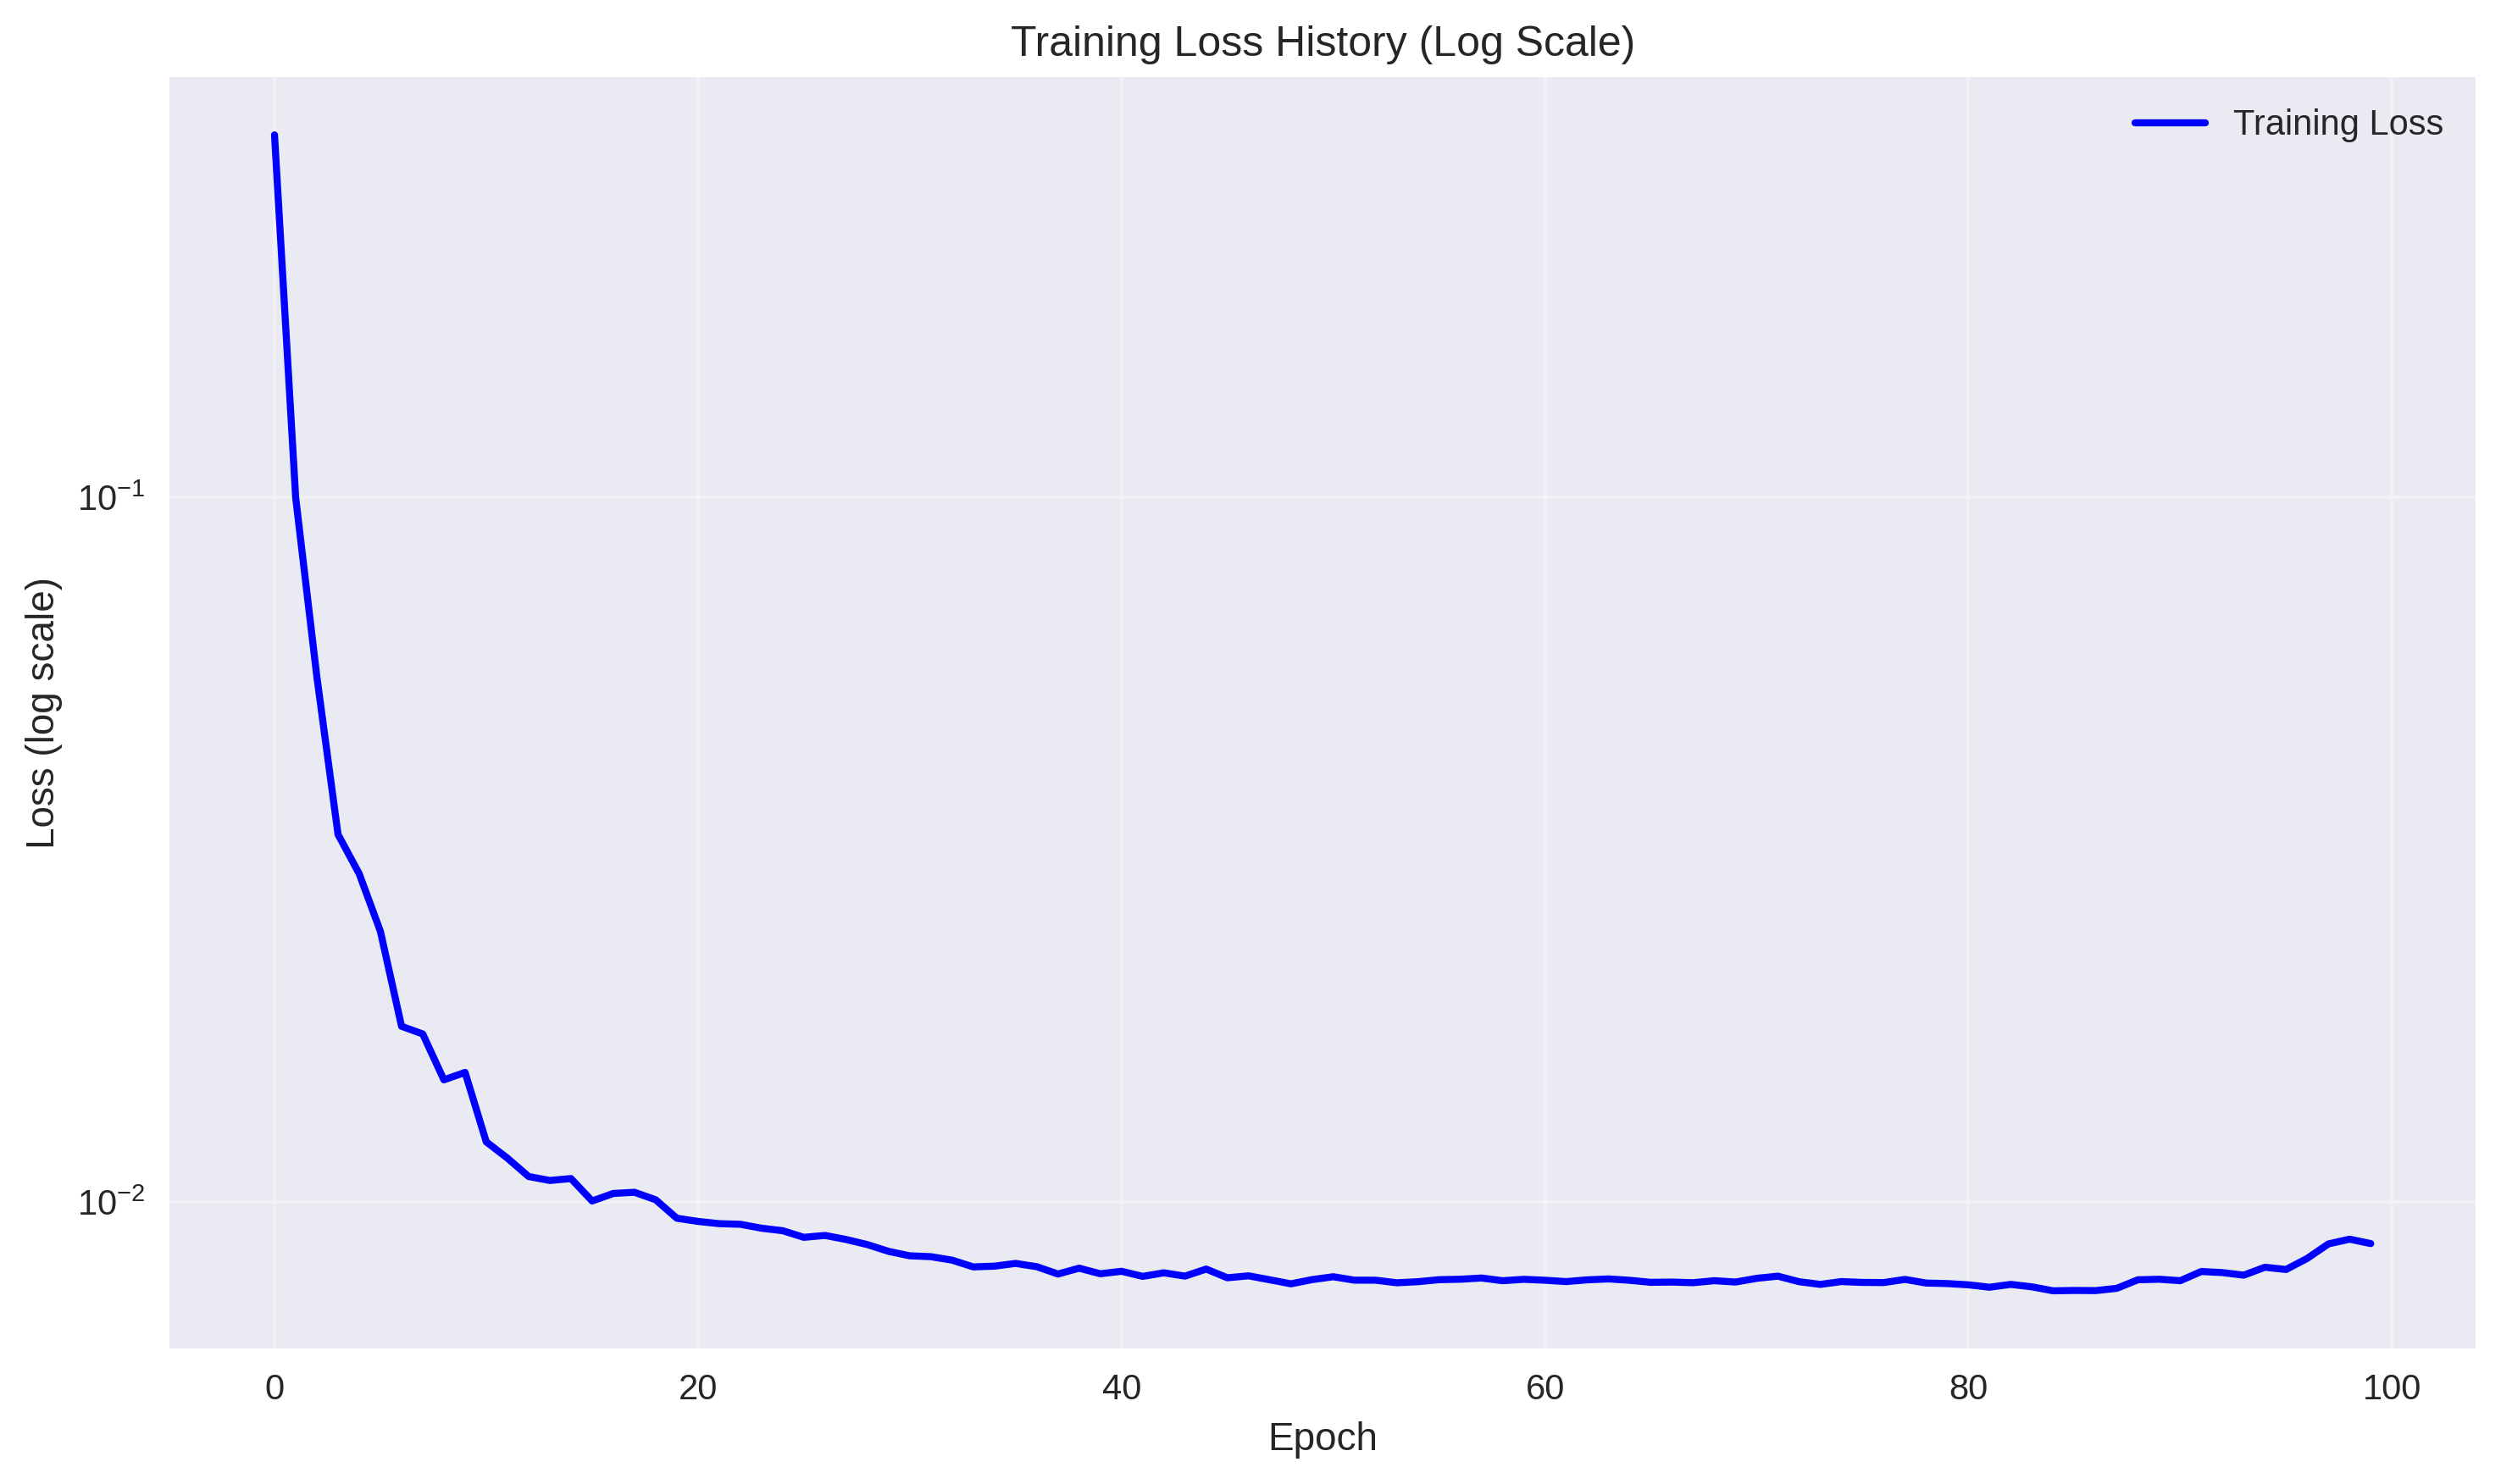 Training Loss History (Log Scale)
Training Loss
10⁻¹
10⁻²
Loss (log scale)
0 20 40 60 80 100
Epoch